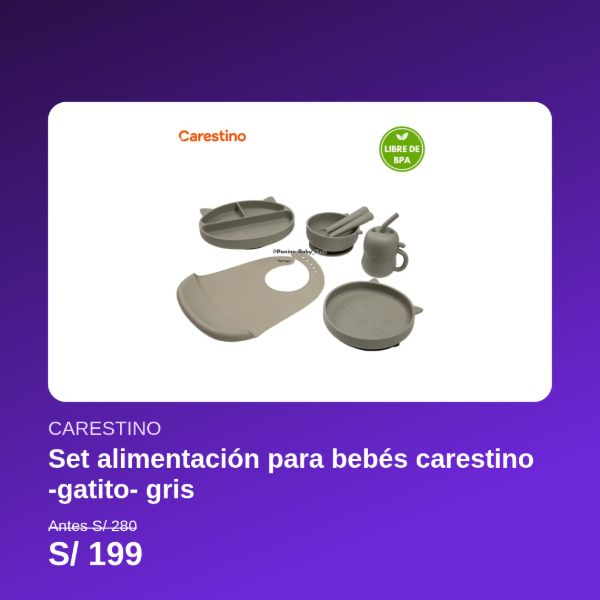 Carestino
LIBRE DE
BPA
CARESTINO
Set alimentación para bebés carestino
-gatito- gris
Antes S/ 280
S/ 199